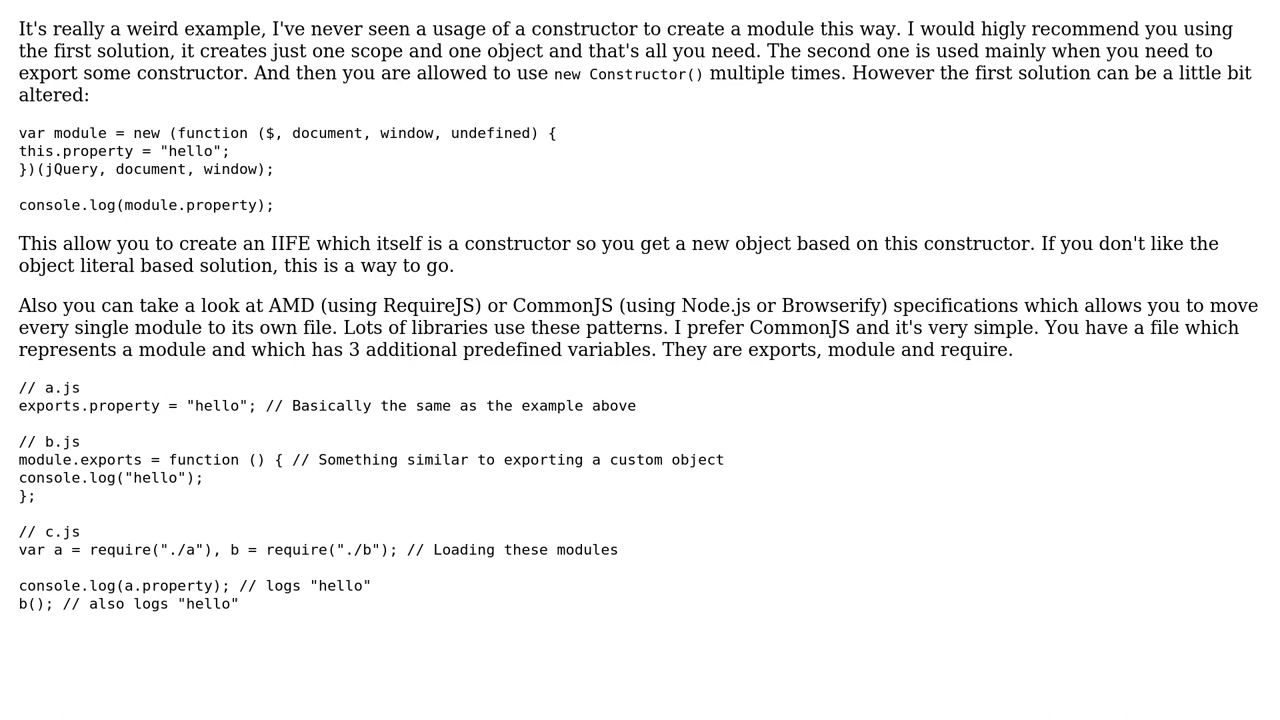 It's really a weird example, I've never seen a usage of a constructor to create a module this way. I would higly recommend you using
the first solution, it creates just one scope and one object and that's all you need. The second one is used mainly when you need to
export some constructor. And then you are allowed to use new Constructor() multiple times. However the first solution can be a little bit
altered:
var module = new (function ($, document, window, undefined) {
this.property = "hello";
})(jQuery, document, window);
console.log(module.property);
This allow you to create an IIFE which itself is a constructor so you get a new object based on this constructor. If you don't like the
object literal based solution, this is a way to go.
Also you can take a look at AMD (using RequireJS) or CommonJS (using Node.js or Browserify) specifications which allows you to move
every single module to its own file. Lots of libraries use these patterns. I prefer CommonJS and it's very simple. You have a file which
represents a module and which has 3 additional predefined variables. They are exports, module and require.
// a.js
exports.property = "hello"; // Basically the same as the example above
// b.js
module.exports = function () { // Something similar to exporting a custom object
console.log("hello");
};
// c.js
var a = require("./a"), b = require("./b"); // Loading these modules
console.log(a.property); // logs "hello"
b(); // also logs "hello"